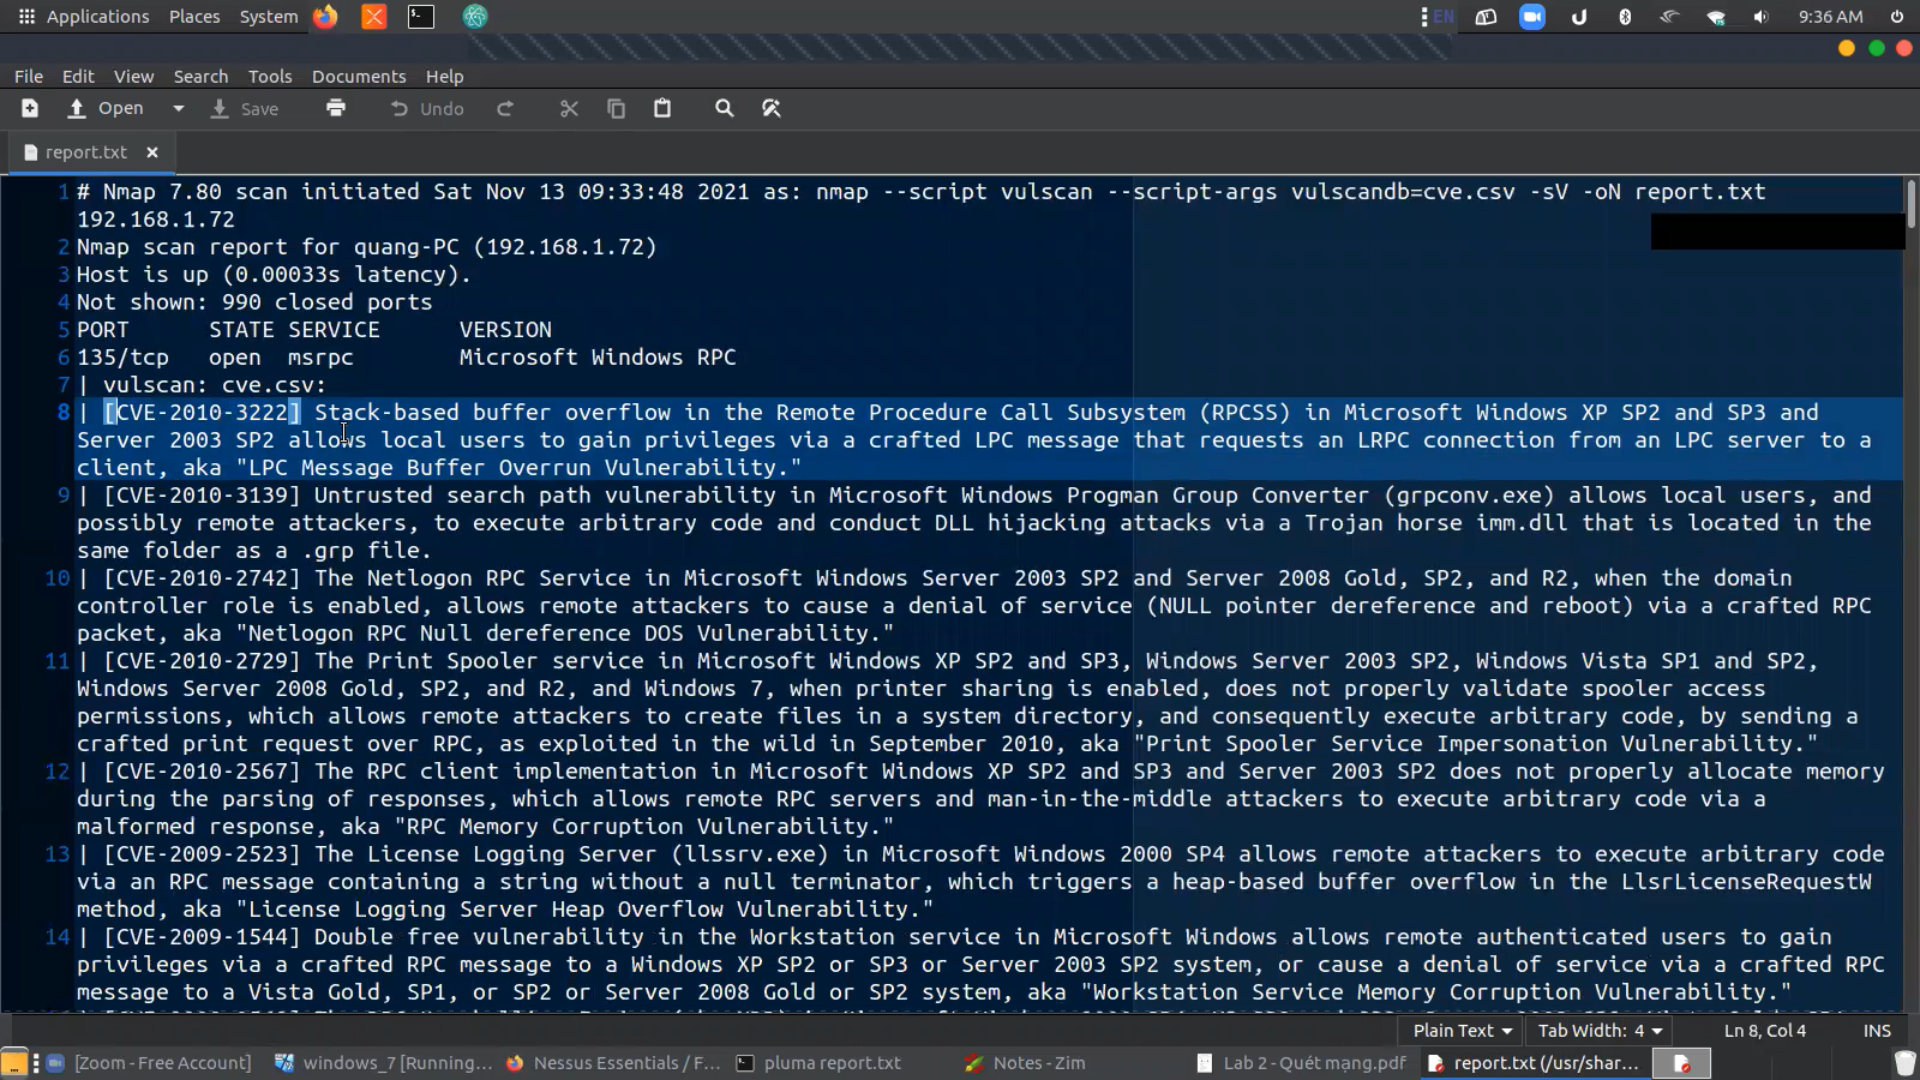 Applications Places System EN 9:36 AM
File Edit View Search Tools Documents Help
Open Save Undo
report.txt
1 # Nmap 7.80 scan initiated Sat Nov 13 09:33:48 2021 as: nmap --script vulscan --script-args vulscandb=cve.csv -sV -oN report.txt
192.168.1.72
2 Nmap scan report for quang-PC (192.168.1.72)
3 Host is up (0.00033s latency).
4 Not shown: 990 closed ports
5 PORT STATE SERVICE VERSION
6 135/tcp open msrpc Microsoft Windows RPC
7 | vulscan: cve.csv:
8 | [CVE-2010-3222] Stack-based buffer overflow in the Remote Procedure Call Subsystem (RPCSS) in Microsoft Windows XP SP2 and SP3 and
Server 2003 SP2 allows local users to gain privileges via a crafted LPC message that requests an LRPC connection from an LPC server to a
client, aka "LPC Message Buffer Overrun Vulnerability."
9 | [CVE-2010-3139] Untrusted search path vulnerability in Microsoft Windows Progman Group Converter (grpconv.exe) allows local users, and
possibly remote attackers, to execute arbitrary code and conduct DLL hijacking attacks via a Trojan horse imm.dll that is located in the
same folder as a .grp file.
10 | [CVE-2010-2742] The Netlogon RPC Service in Microsoft Windows Server 2003 SP2 and Server 2008 Gold, SP2, and R2, when the domain
controller role is enabled, allows remote attackers to cause a denial of service (NULL pointer dereference and reboot) via a crafted RPC
packet, aka "Netlogon RPC Null dereference DOS Vulnerability."
11 | [CVE-2010-2729] The Print Spooler service in Microsoft Windows XP SP2 and SP3, Windows Server 2003 SP2, Windows Vista SP1 and SP2,
Windows Server 2008 Gold, SP2, and R2, and Windows 7, when printer sharing is enabled, does not properly validate spooler access
permissions, which allows remote attackers to create files in a system directory, and consequently execute arbitrary code, by sending a
crafted print request over RPC, as exploited in the wild in September 2010, aka "Print Spooler Service Impersonation Vulnerability."
12 | [CVE-2010-2567] The RPC client implementation in Microsoft Windows XP SP2 and SP3 and Server 2003 SP2 does not properly allocate memory
during the parsing of responses, which allows remote RPC servers and man-in-the-middle attackers to execute arbitrary code via a
malformed response, aka "RPC Memory Corruption Vulnerability."
13 | [CVE-2009-2523] The License Logging Server (llssrv.exe) in Microsoft Windows 2000 SP4 allows remote attackers to execute arbitrary code
via an RPC message containing a string without a null terminator, which triggers a heap-based buffer overflow in the LlsrLicenseRequestW
method, aka "License Logging Server Heap Overflow Vulnerability."
14 | [CVE-2009-1544] Double free vulnerability in the Workstation service in Microsoft Windows allows remote authenticated users to gain
privileges via a crafted RPC message to a Windows XP SP2 or SP3 or Server 2003 SP2 system, or cause a denial of service via a crafted RPC
message to a Vista Gold, SP1, or SP2 or Server 2008 Gold or SP2 system, aka "Workstation Service Memory Corruption Vulnerability."
Plain Text Tab Width: 4 Ln 8, Col 4 INS
[Zoom - Free Account] windows_7 [Running... Nessus Essentials / F... pluma report.txt Notes - Zim Lab 2 - Quét mạng.pdf report.txt (/usr/shar...